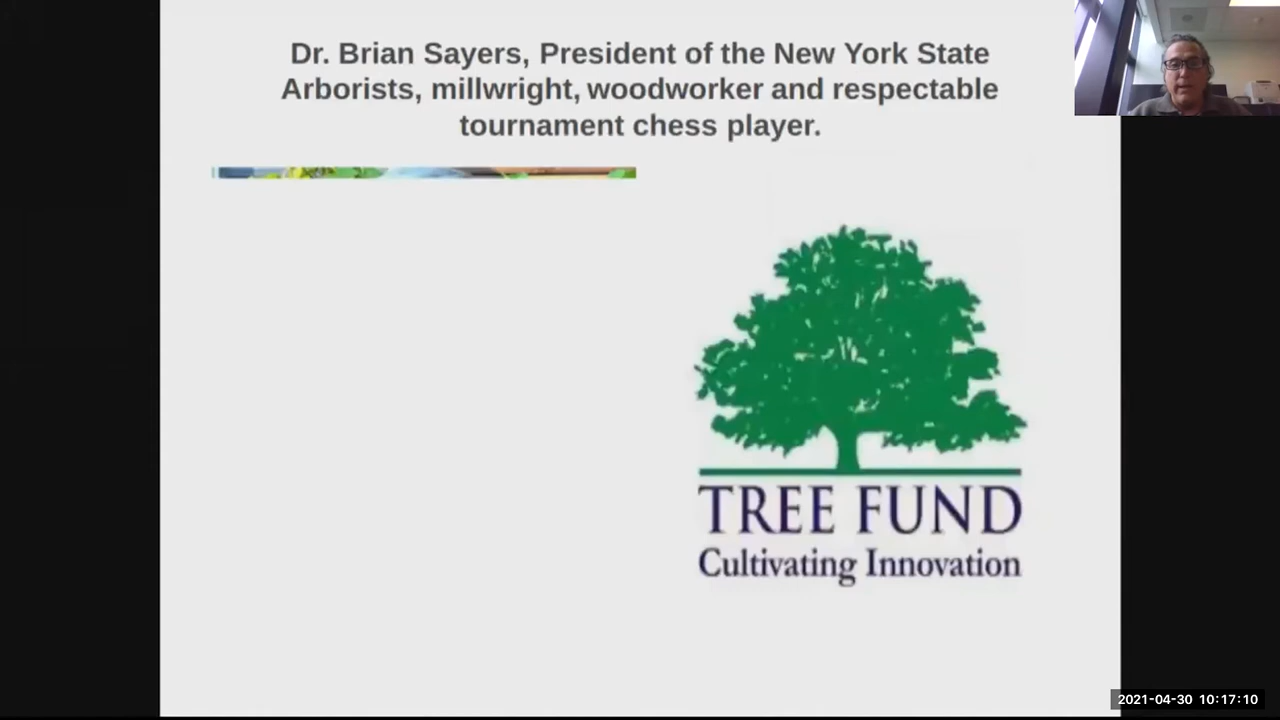 Dr. Brian Sayers, President of the New York State
Arborists, millwright, woodworker and respectable
tournament chess player.
TREE FUND
Cultivating Innovation
2021-04-30 10:17:10